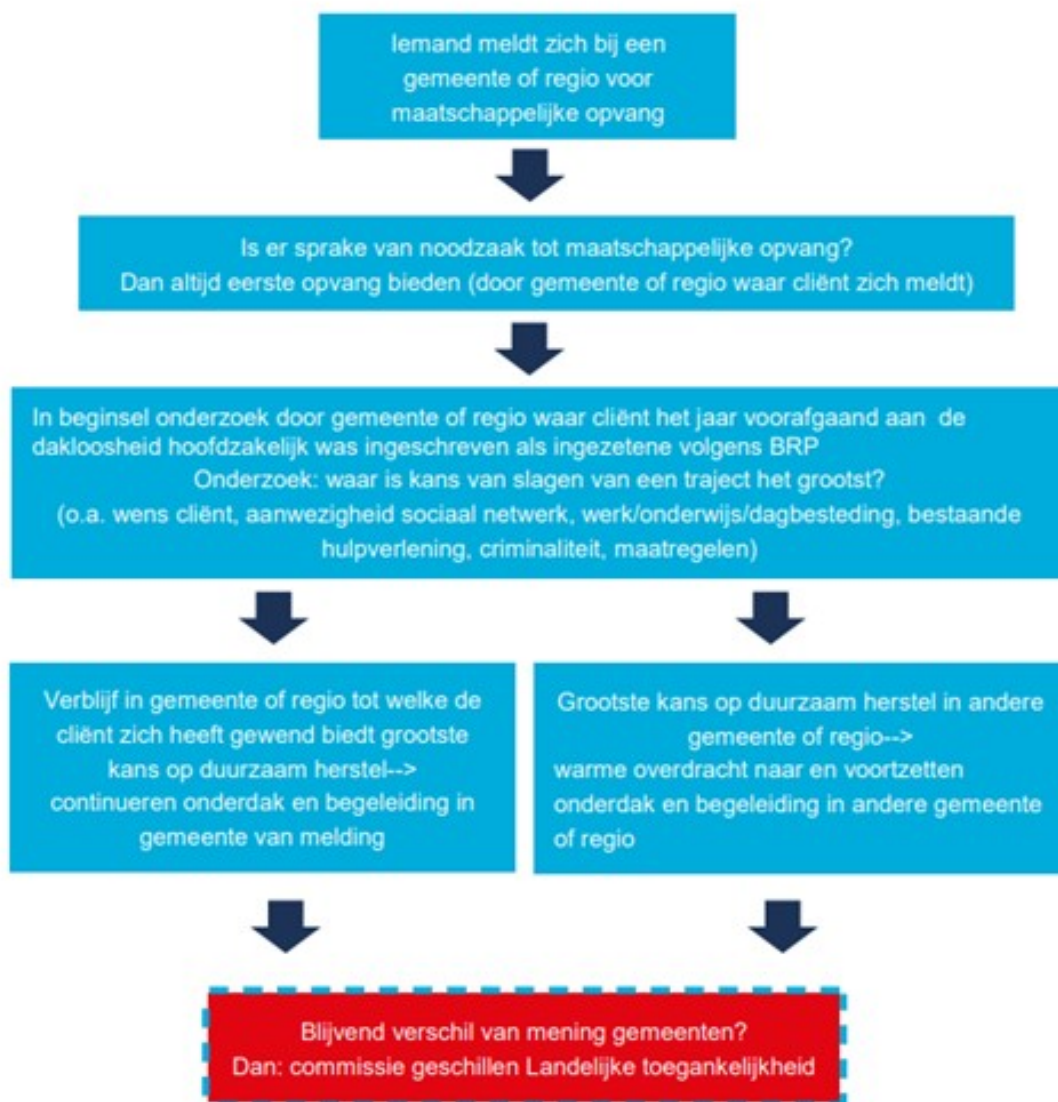 Iemand meldt zich bij een
gemeente of regio voor
maatschappelijke opvang
Is er sprake van noodzaak tot maatschappelijke opvang?
Dan altijd eerste opvang bieden (door gemeente of regio waar cliënt zich meldt)
In beginsel onderzoek door gemeente of regio waar cliënt het jaar voorafgaand aan de
dakloosheid hoofdzakelijk was ingeschreven als ingezetene volgens BRP
Onderzoek: waar is kans van slagen van een traject het grootst?
(o.a. wens cliënt, aanwezigheid sociaal netwerk, werk/onderwijs/dagbesteding, bestaande
hulpverlening, criminaliteit, maatregelen)
Verblijf in gemeente of regio tot welke de
cliënt zich heeft gewend biedt grootste
kans op duurzaam herstel-->
continueren onderdak en begeleiding in
gemeente van melding
Grootste kans op duurzaam herstel in andere
gemeente of regio-->
warme overdracht naar en voortzetten
onderdak en begeleiding in andere gemeente
of regio
Blijvend verschil van mening gemeenten?
Dan: commissie geschillen Landelijke toegankelijkheid